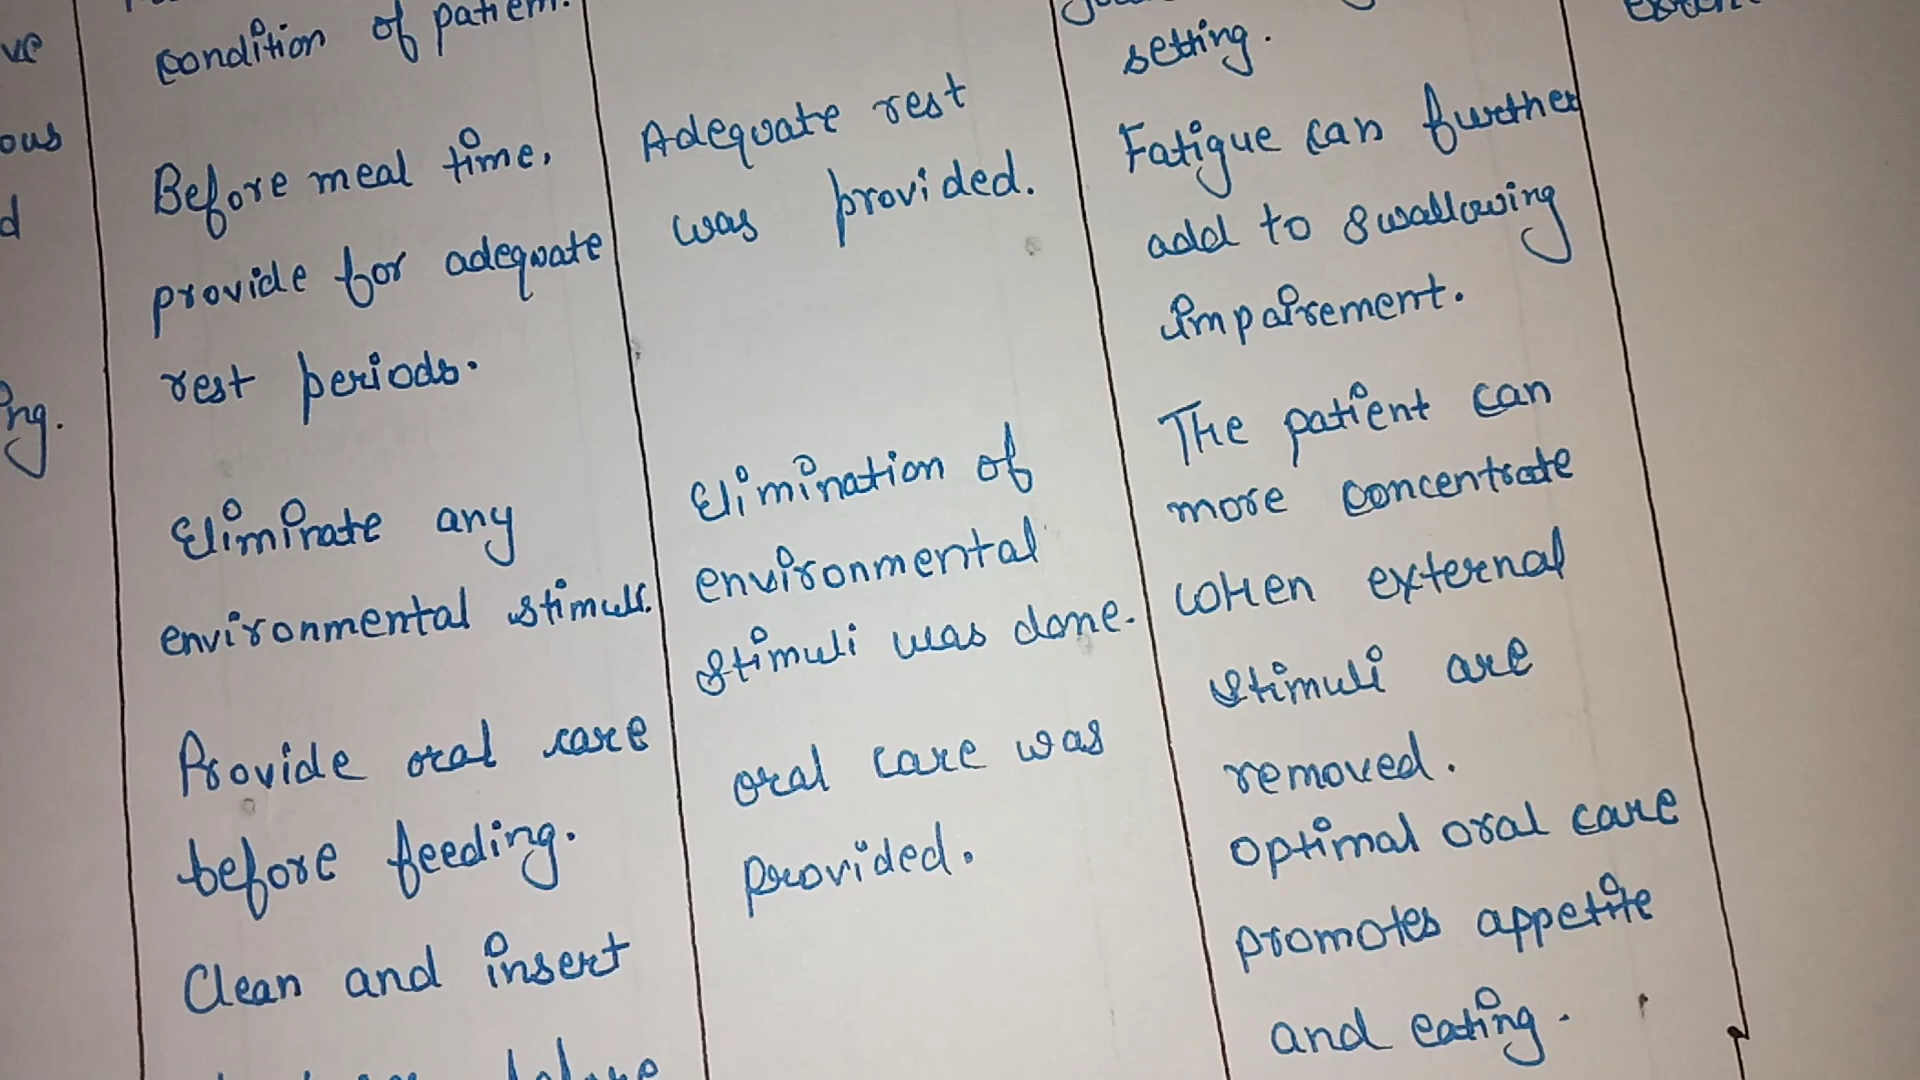 ve
ous
d
ing.
condition of patient.
Before meal time,
provide for adequate
rest periods.
Eliminate any
environmental stimuli.
Provide oral care
before feeding.
Clean and insert
Adequate rest
was provided.
Elimination of
environmental
stimuli was done.
oral care was
provided.
setting.
Fatigue can further
add to swallowing
impairement.
The patient can
more concentrate
when external
stimuli are
removed.
optimal oral care
promotes appetite
and eating.